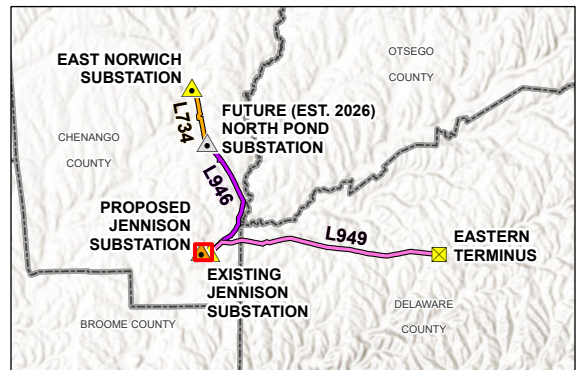 EAST NORWICH
SUBSTATION
OTSEGO
COUNTY
L734
FUTURE (EST. 2026)
NORTH POND
SUBSTATION
CHENANGO
COUNTY
L946
PROPOSED
JENNISON
SUBSTATION
L949
EASTERN
TERMINUS
EXISTING
JENNISON
SUBSTATION
BROOME COUNTY
DELAWARE
COUNTY